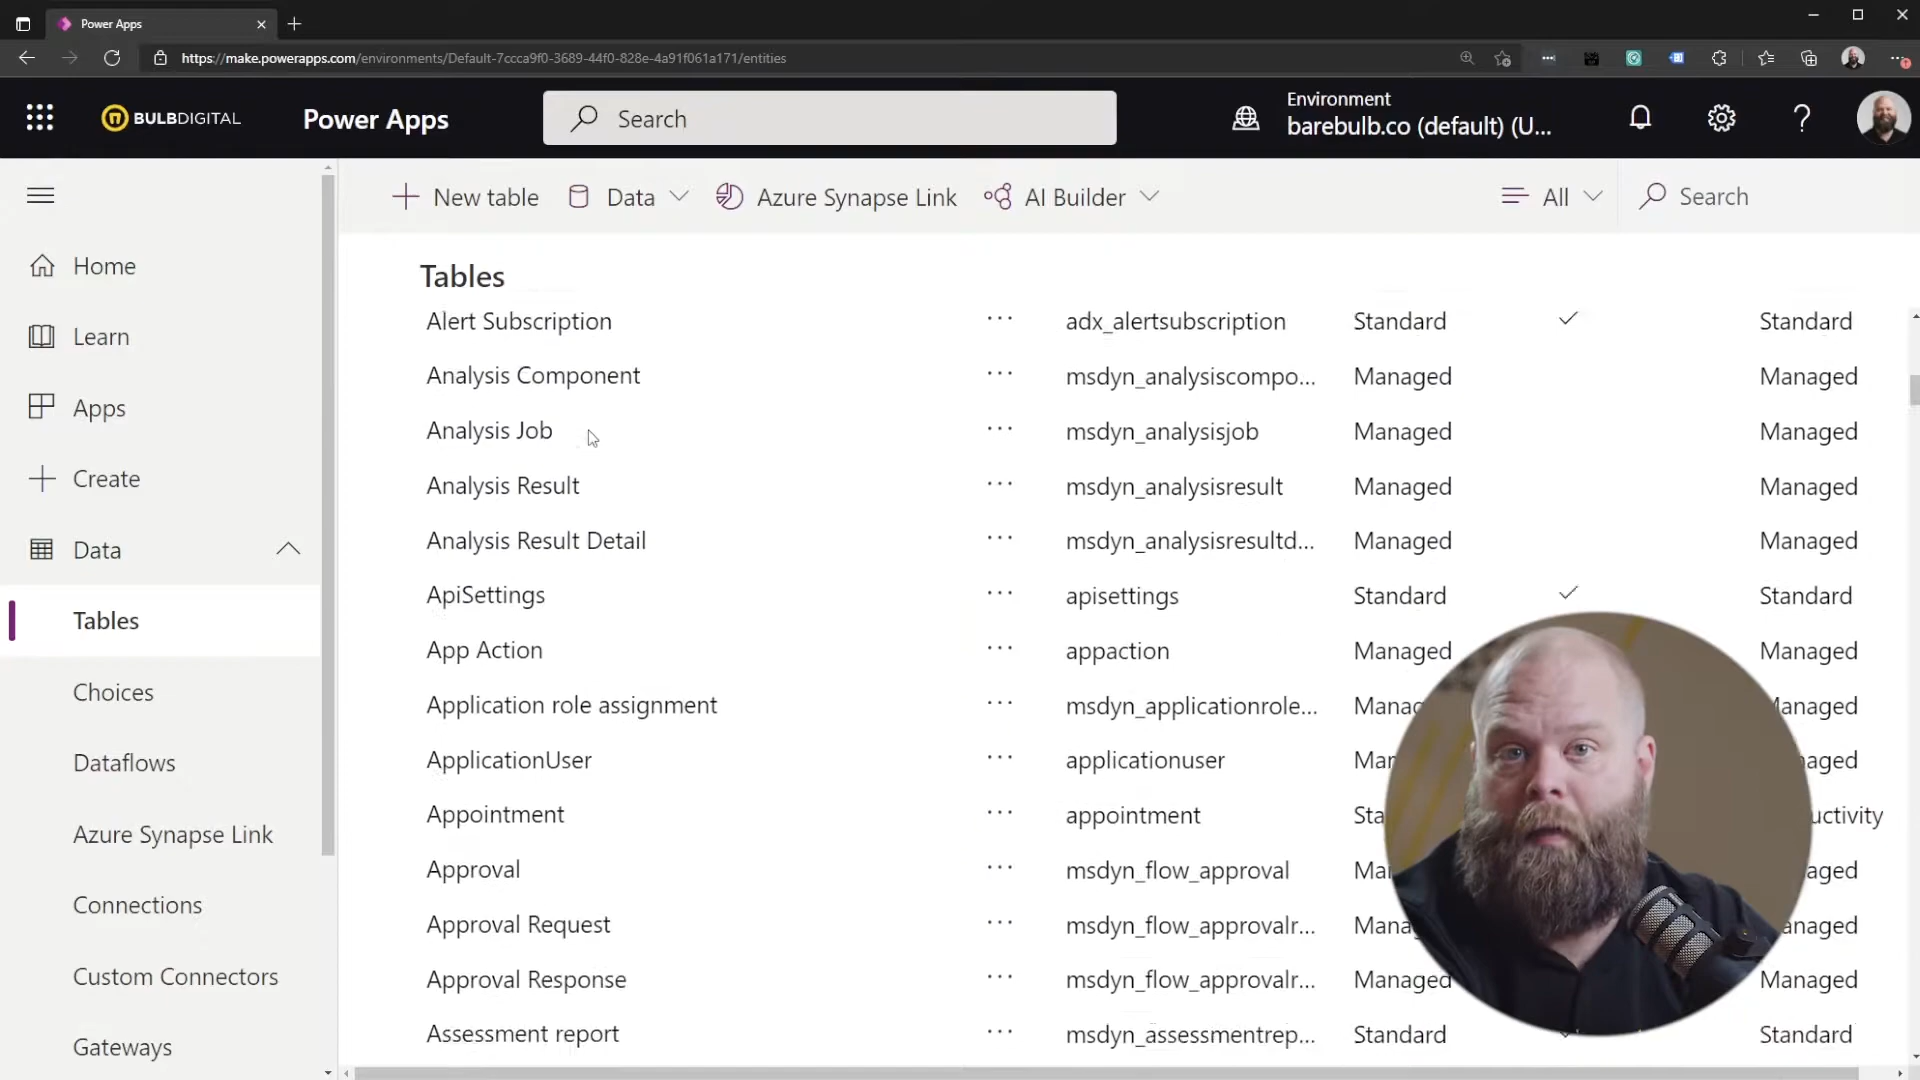 Power Apps
https://make.powerapps.com/environments/Default-7ccca9f0-3689-44f0-828e-4a91f061a171/entities
BULBDIGITAL
Power Apps
Search
Environment
barebulb.co (default) (U...
New table
Data
Azure Synapse Link
AI Builder
All
Search
Home
Learn
Apps
Create
Data
Tables
Choices
Dataflows
Azure Synapse Link
Connections
Custom Connectors
Gateways
Tables
Alert Subscription ... adx_alertsubscription Standard Standard
Analysis Component ... msdyn_analysiscompo... Managed Managed
Analysis Job ... msdyn_analysisjob Managed Managed
Analysis Result ... msdyn_analysisresult Managed Managed
Analysis Result Detail ... msdyn_analysisresultd... Managed Managed
ApiSettings ... apisettings Standard Standard
App Action ... appaction Managed Managed
Application role assignment ... msdyn_applicationrole...
ApplicationUser ... applicationuser
Appointment ... appointment
Approval ... msdyn_flow_approval
Approval Request ... msdyn_flow_approvalr...
Approval Response ... msdyn_flow_approvalr... Managed Managed
Assessment report ... msdyn_assessmentrep... Standard Standard